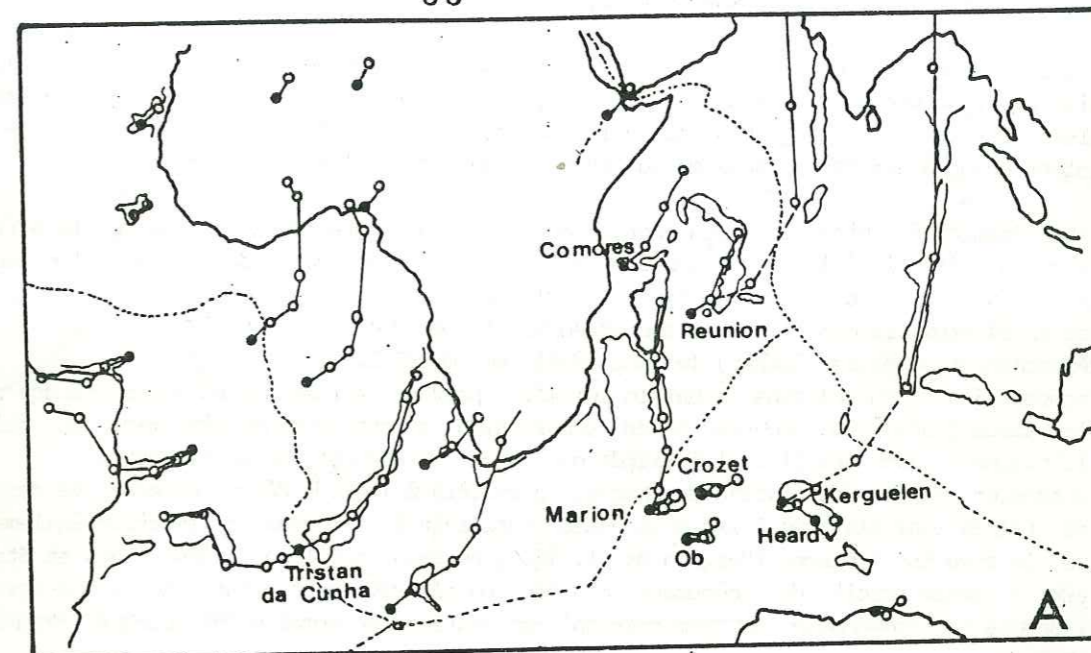 Comores
Reunion
Crozet
Marion
Kerguelen
Heard
Ob
Tristan
da Cunha
A